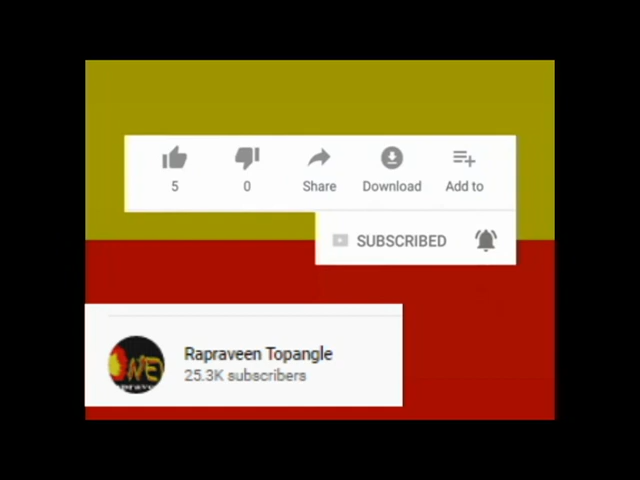 5
0
Share
Download
Add to
SUBSCRIBED
Rapraveen Topangle
25.3K subscribers